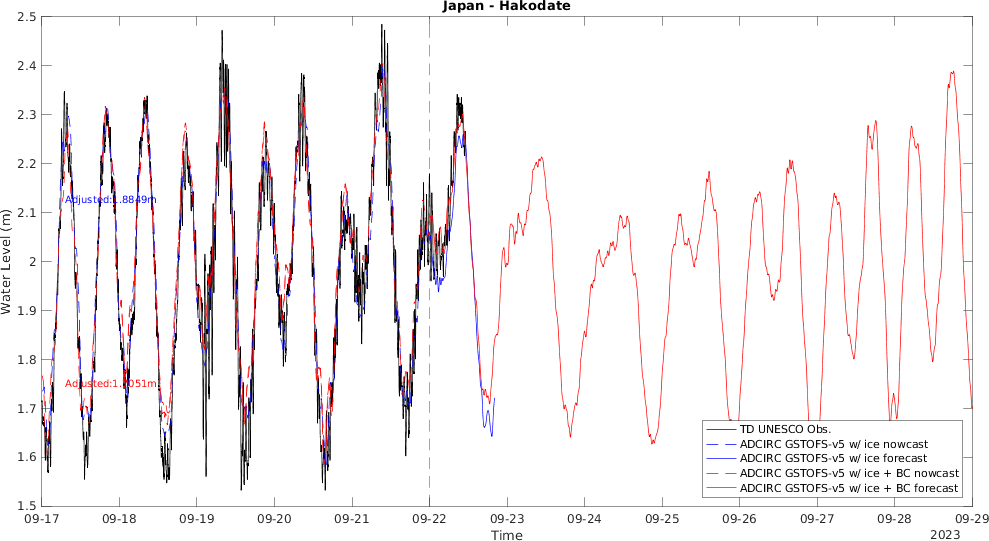 Japan - Hakodate
2.5
2.4
2.3
2.2
2.1
2
1.9
1.8
1.7
1.6
1.5
Water Level (m)
Adjusted:1.8849m
09-17
09-18
09-19
09-20
09-21
09-22
09-23
09-24
09-25
09-26
09-27
09-28
09-29
Time
2023
TD UNESCO Obs.
ADCIRC GSTOFS-v5 w/ ice nowcast
ADCIRC GSTOFS-v5 w/ ice forecast
ADCIRC GSTOFS-v5 w/ ice + BC nowcast
ADCIRC GSTOFS-v5 w/ ice + BC forecast